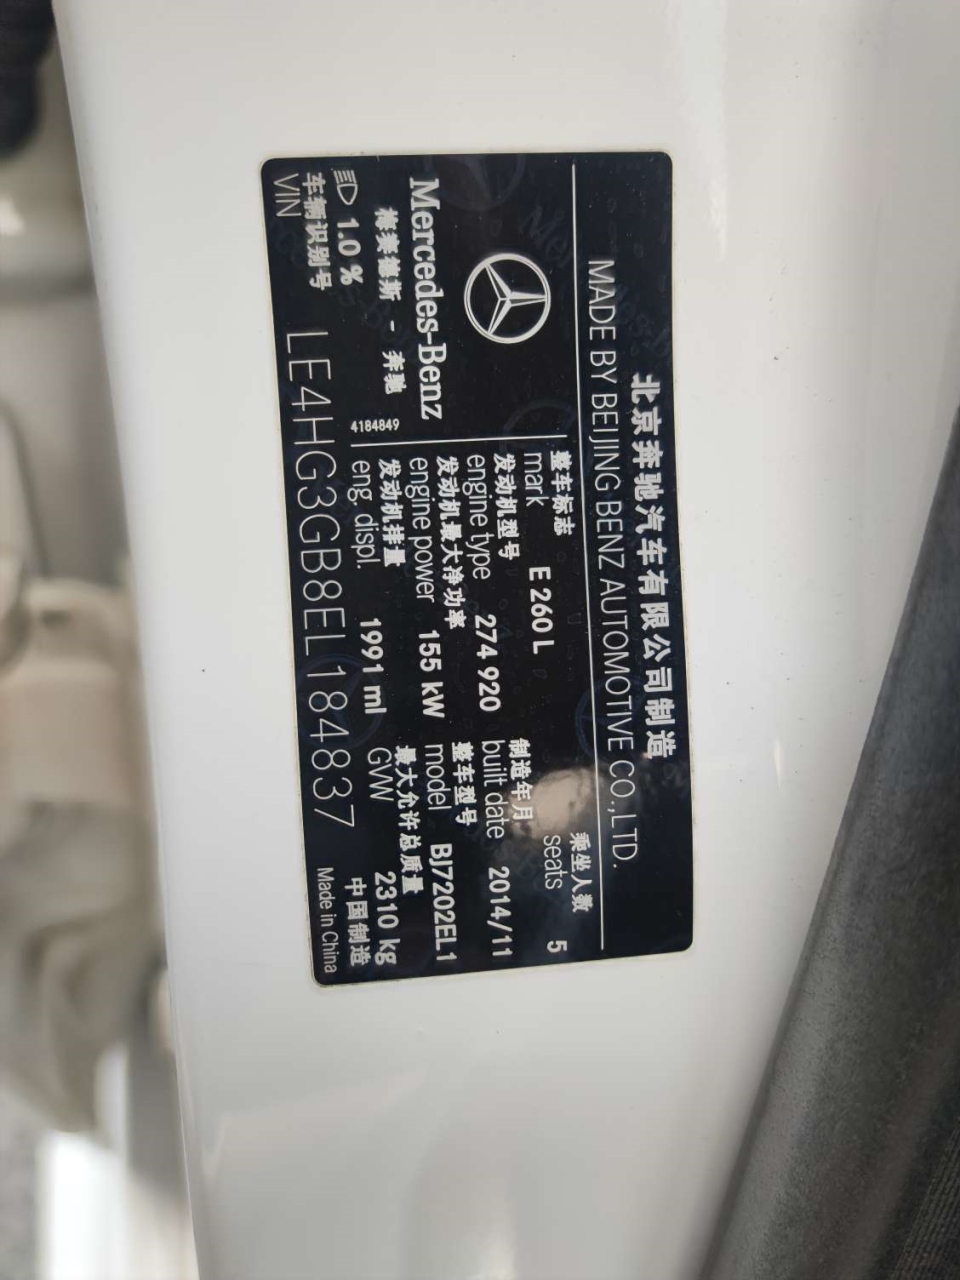 北京奔驰汽车有限公司制造
MADE BY BEIJING BENZ AUTOMOTIVE CO.,LTD.
整车标志
mark E 260 L
乘坐人数
seats 5
发动机型号
engine type 274 920
制造年月
built date 2014/11
发动机最大净功率
engine power 155 kW
整车型号
model BJ7202EL1
发动机排量
eng. displ. 1991 ml
最大允许总质量
GWW 2310 kg
Mercedes-Benz
梅赛德斯 - 奔驰
1.0 %
4184849
车辆识别号
VIN LE4HG3GB8EL184837
中国制造
Made in China